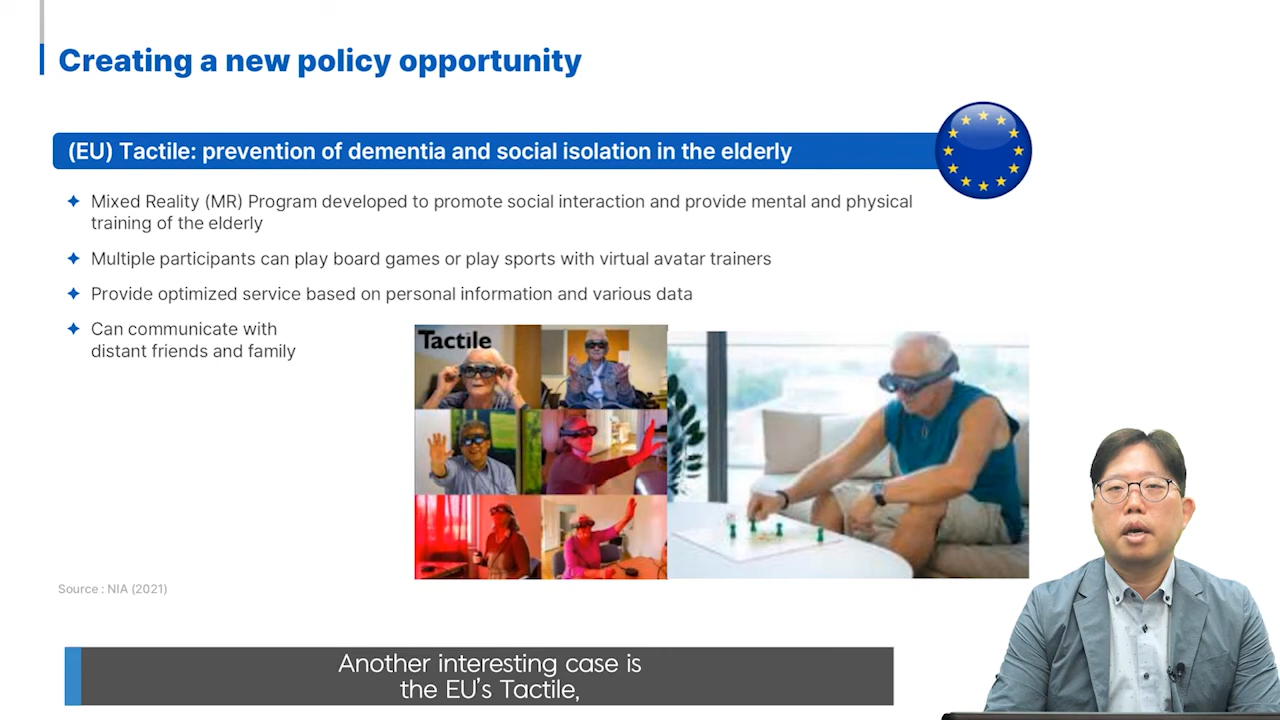 Creating a new policy opportunity
(EU) Tactile: prevention of dementia and social isolation in the elderly
Mixed Reality (MR) Program developed to promote social interaction and provide mental and physical
training of the elderly
Multiple participants can play board games or play sports with virtual avatar trainers
Provide optimized service based on personal information and various data
Can communicate with
distant friends and family
Tactile
Source : NIA (2021)
Another interesting case is
the EU's Tactile,